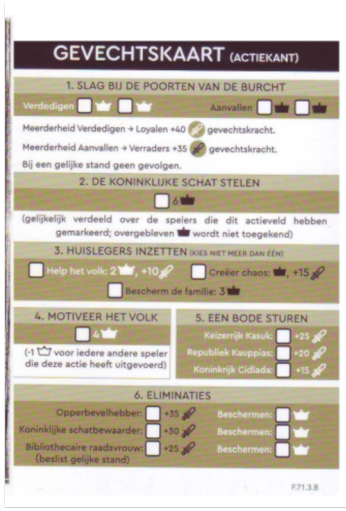 GEVECHTSKAART (ACTIEKANT)
1. SLAG BIJ DE POORTEN VAN DE BURCHT
Verdedigen Aanvallen
Meerderheid Verdedigen → Loyalen +40 gevechtskracht.
Meerderheid Aanvallen → Verraders +35 gevechtskracht.
Bij een gelijke stand geen gevolgen.
2. DE KONINKLIJKE SCHAT STELEN
6
(gelijkelijk verdeeld over de spelers die dit actieveld hebben
gemarkeerd; overgebleven wordt niet toegekend)
3. HUISLEGERS INZETTEN (KIES NIET MEER DAN ÉÉN)
Help het volk: 2 , +10 Creëer chaos: , +15
Bescherm de familie: 3
4. MOTIVEER HET VOLK
4
(-1 voor iedere andere speler
die deze actie heeft uitgevoerd)
5. EEN BODE STUREN
Keizerrijk Kasuk: +25
Republiek Kauppias: +20
Koninkrijk Cidlada: +15
6. ELIMINATIES
Opperbevelhebber: +35 Beschermen:
Koninklijke schatbewaarder: +30 Beschermen:
Bibliothecaire raadsvrouw: +25 Beschermen:
(beslist gelijke stand)
F.71.3.8